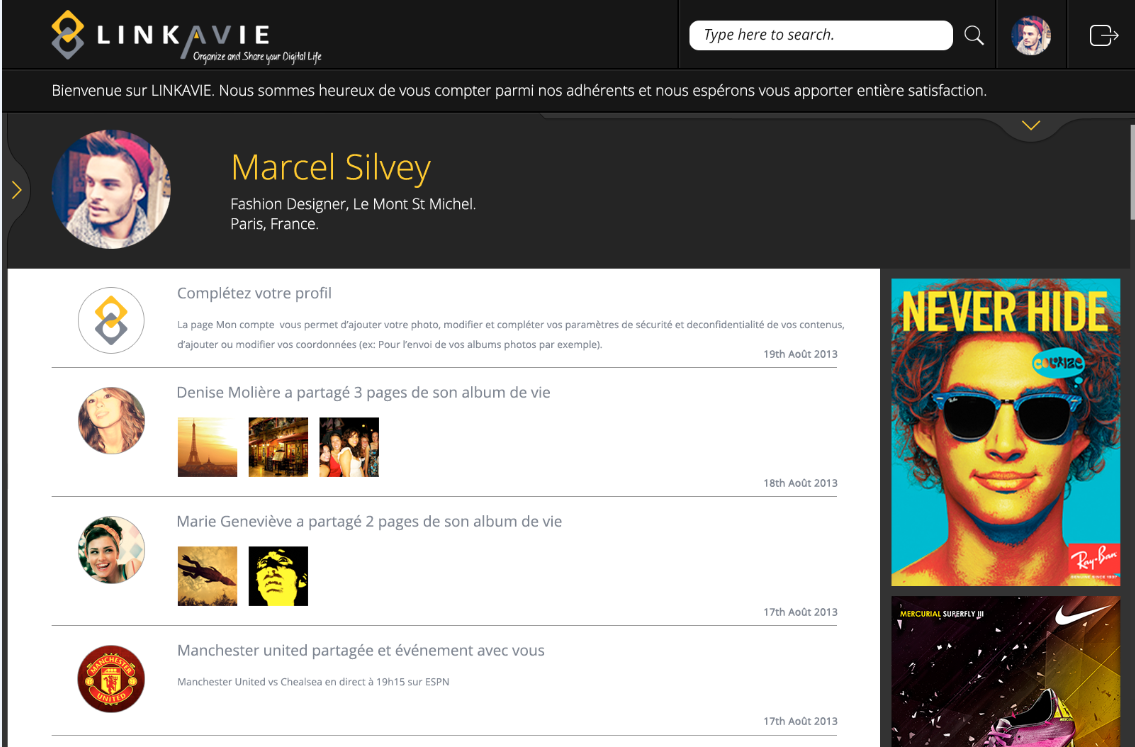 LINKAVIE
Organize and Share your Digital Life
Type here to search.
Bienvenue sur LINKAVIE. Nous sommes heureux de vous compter parmi nos adhérents et nous espérons vous apporter entière satisfaction.
Marcel Silvey
Fashion Designer, Le Mont St Michel.
Paris, France.
Complétez votre profil
La page Mon compte vous permet d'ajouter votre photo, modifier et compléter vos paramètres de sécurité et deconfidentialité de vos contenus,
d'ajouter ou modifier vos coordonnées (ex: Pour l'envoi de vos albums photos par exemple).
19th Août 2013
Denise Molière a partagé 3 pages de son album de vie
18th Août 2013
Marie Geneviève a partagé 2 pages de son album de vie
17th Août 2013
MANCHESTER
UNITED
Manchester united partagée et événement avec vous
Manchester United vs Chealsea en direct à 19h15 sur ESPN
17th Août 2013
NEVER HIDE
COLORIZE
Ray-Ban
GENUINE SINCE 1937
MERCURIAL SUPERFLY III